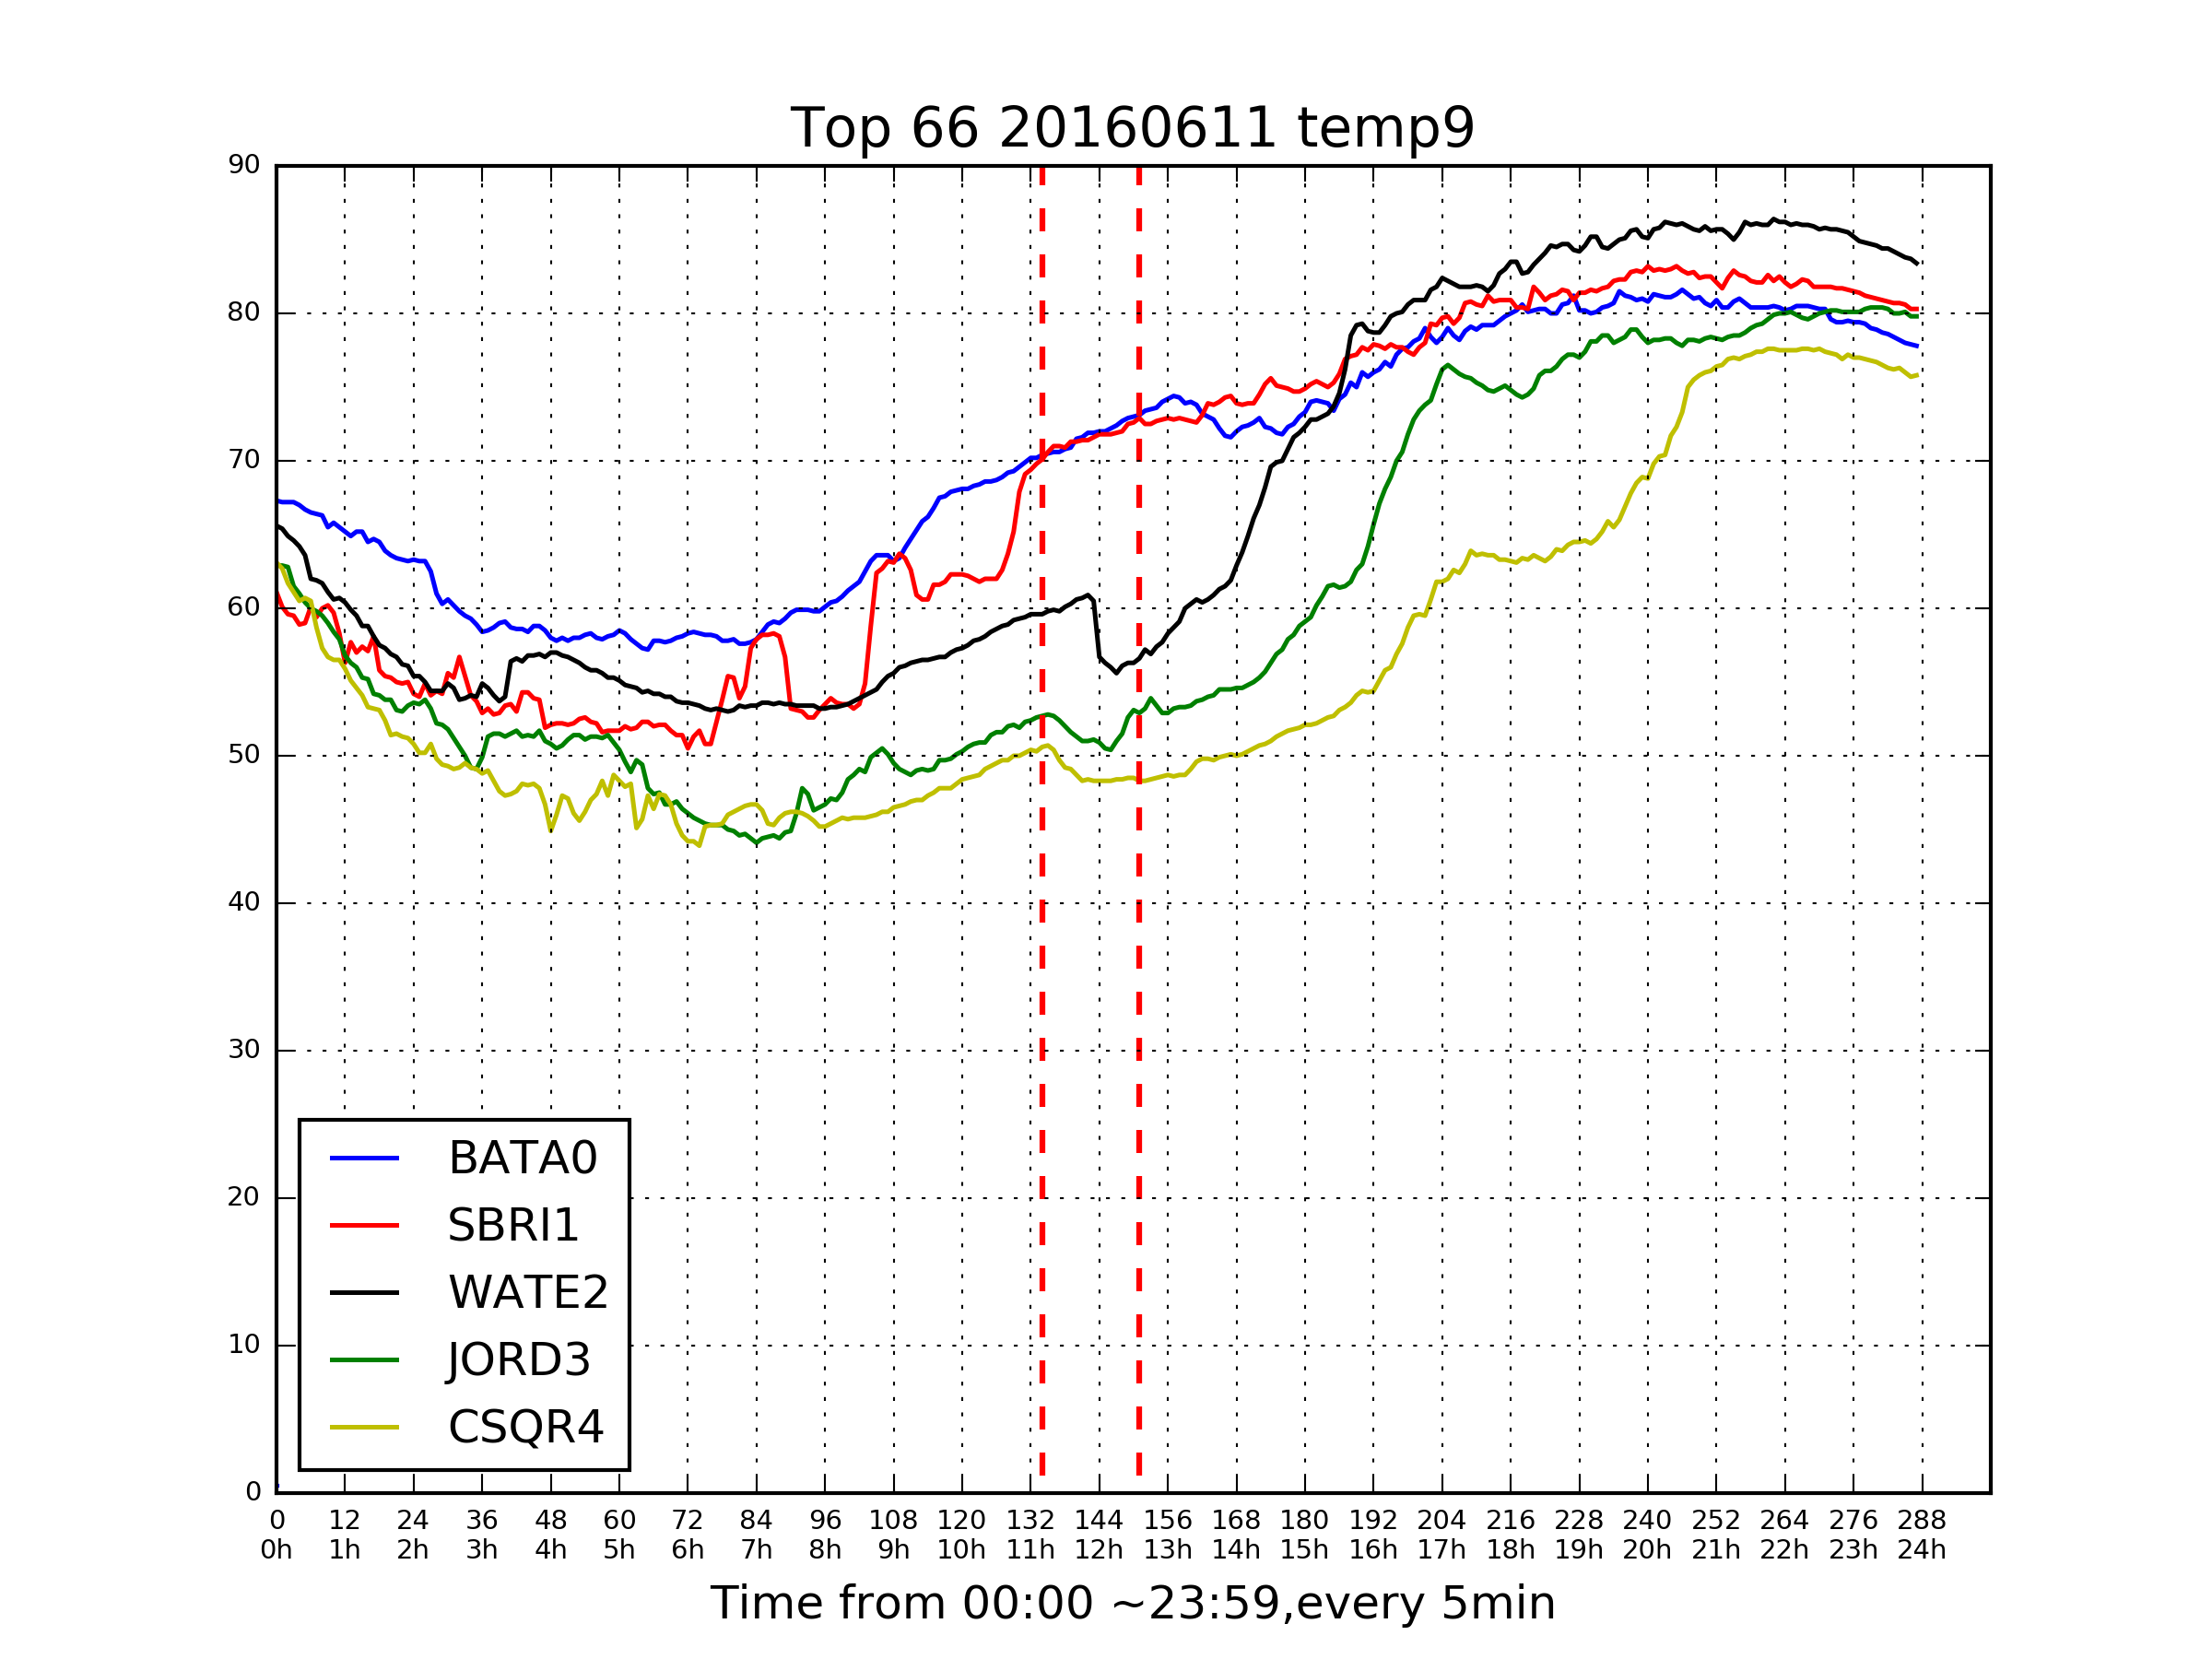 Top 66 20160611 temp9
90
80
70
60
50
40
30
20
10
0
BATA0
SBRI1
WATE2
JORD3
CSQR4
0 12 24 36 48 60 72 84 96 108 120 132 144 156 168 180 192 204 216 228 240 252 264 276 288
0h 1h 2h 3h 4h 5h 6h 7h 8h 9h 10h 11h 12h 13h 14h 15h 16h 17h 18h 19h 20h 21h 22h 23h 24h
Time from 00:00 ~23:59,every 5min